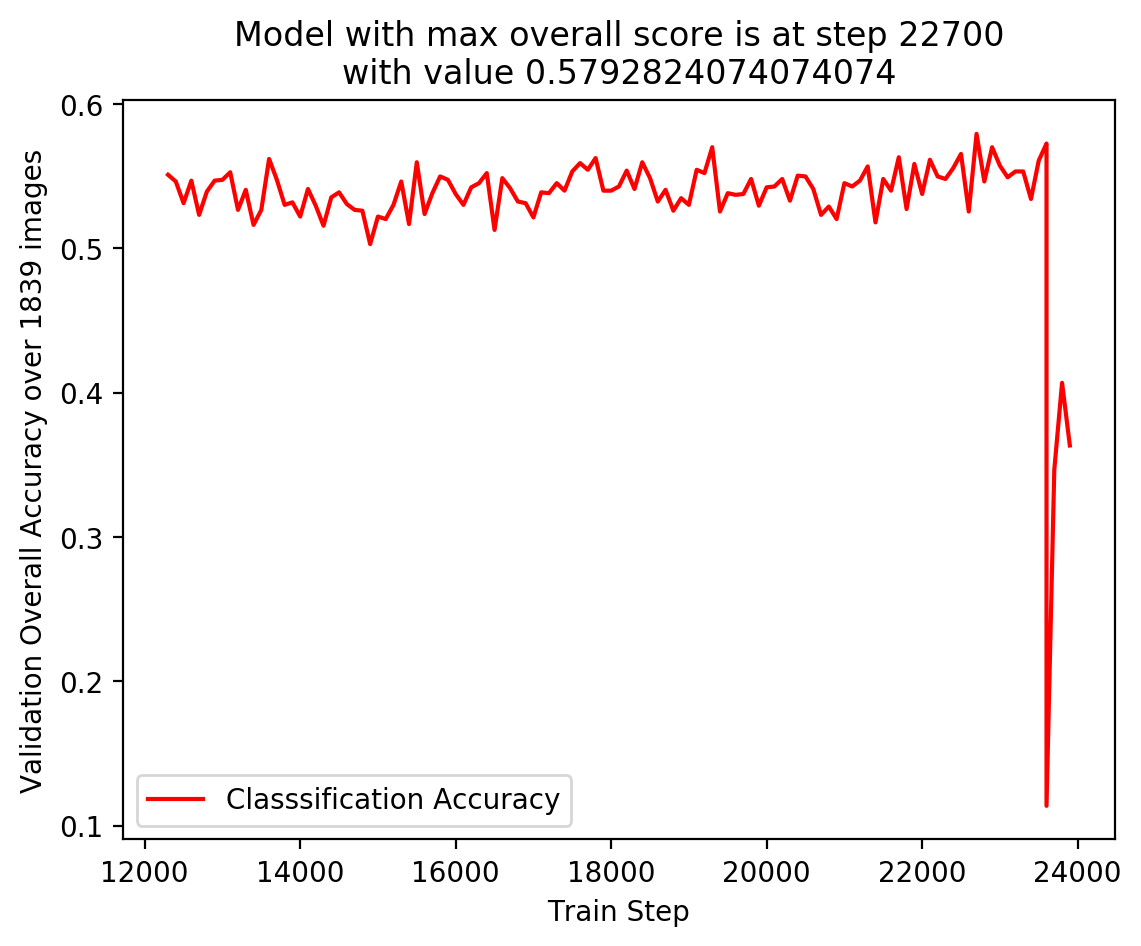 Model with max overall score is at step 22700
with value 0.5792824074074074
Validation Overall Accuracy over 1839 images
0.6
0.5
0.4
0.3
0.2
0.1
Classsification Accuracy
12000 14000 16000 18000 20000 22000 24000
Train Step